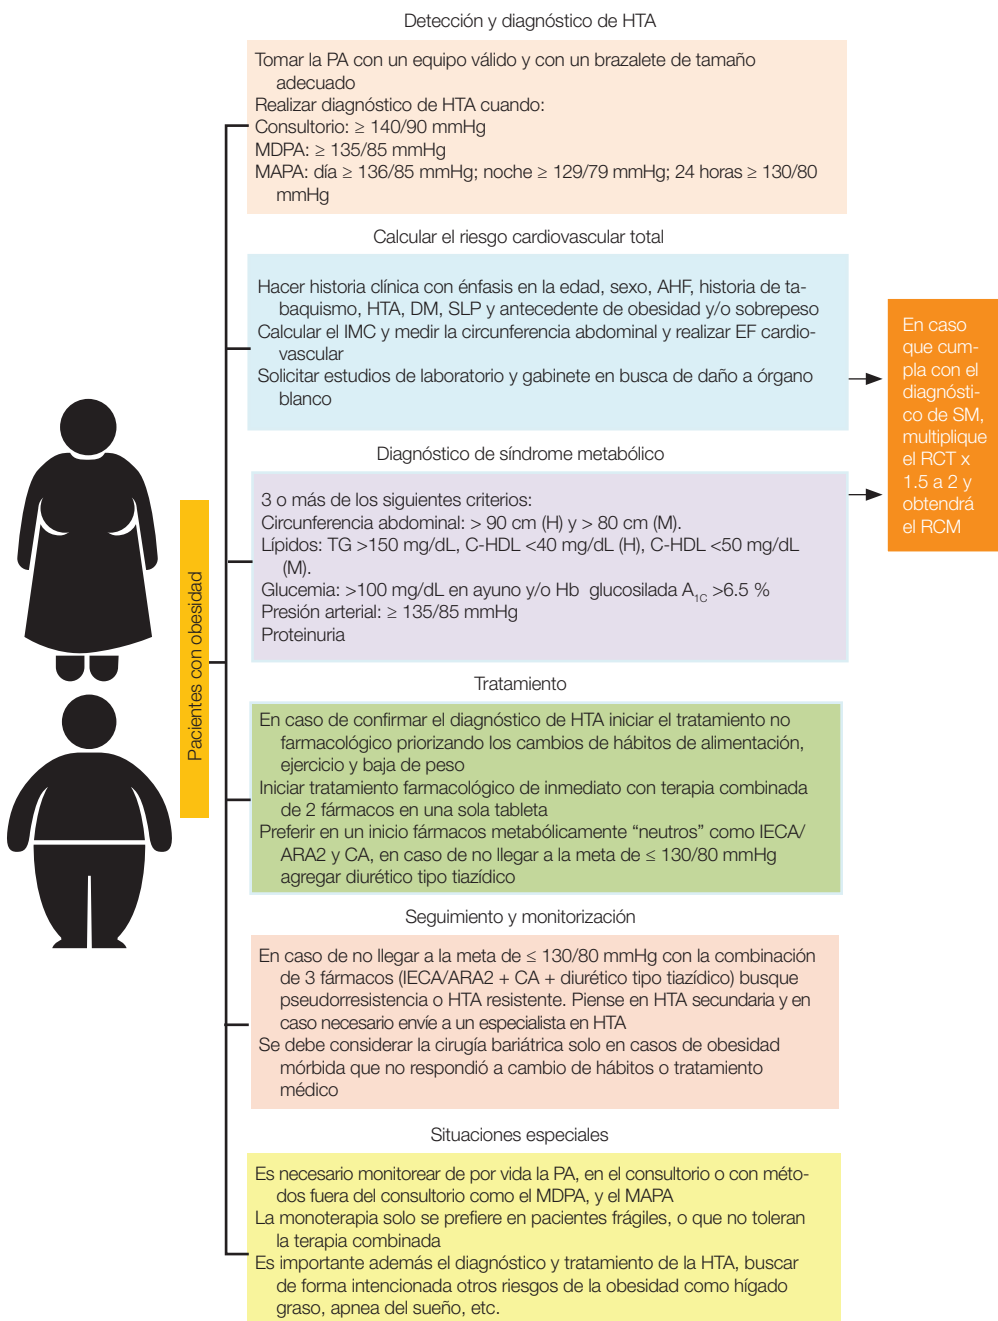 Detección y diagnóstico de HTA
Tomar la PA con un equipo válido y con un brazalete de tamaño
adecuado
Realizar diagnóstico de HTA cuando:
Consultorio: ≥ 140/90 mmHg
MDPA: ≥ 135/85 mmHg
MAPA: día ≥ 136/85 mmHg; noche ≥ 129/79 mmHg; 24 horas ≥ 130/80
mmHg
Calcular el riesgo cardiovascular total
Hacer historia clínica con énfasis en la edad, sexo, AHF, historia de ta-
baquismo, HTA, DM, SLP y antecedente de obesidad y/o sobrepeso
Calcular el IMC y medir la circunferencia abdominal y realizar EF cardio-
vascular
Solicitar estudios de laboratorio y gabinete en busca de daño a órgano
blanco
En caso
que cum-
pla con el
diagnósti-
co de SM,
multiplique
el RCT x
1.5 a 2 y
obtendrá
el RCM
Diagnóstico de síndrome metabólico
3 o más de los siguientes criterios:
Circunferencia abdominal: > 90 cm (H) y > 80 cm (M).
Lípidos: TG >150 mg/dL, C-HDL <40 mg/dL (H), C-HDL <50 mg/dL
(M).
Glucemia: >100 mg/dL en ayuno y/o Hb glucosilada A1C >6.5 %
Presión arterial: ≥ 135/85 mmHg
Proteinuria
Pacientes con obesidad
Tratamiento
En caso de confirmar el diagnóstico de HTA iniciar el tratamiento no
farmacológico priorizando los cambios de hábitos de alimentación,
ejercicio y baja de peso
Iniciar tratamiento farmacológico de inmediato con terapia combinada
de 2 fármacos en una sola tableta
Preferir en un inicio fármacos metabólicamente “neutros” como IECA/
ARA2 y CA, en caso de no llegar a la meta de ≤ 130/80 mmHg
agregar diurético tipo tiazídico
Seguimiento y monitorización
En caso de no llegar a la meta de ≤ 130/80 mmHg con la combinación
de 3 fármacos (IECA/ARA2 + CA + diurético tipo tiazídico) busque
pseudorresistencia o HTA resistente. Piense en HTA secundaria y en
caso necesario envíe a un especialista en HTA
Se debe considerar la cirugía bariátrica solo en casos de obesidad
mórbida que no respondió a cambio de hábitos o tratamiento
médico
Situaciones especiales
Es necesario monitorear de por vida la PA, en el consultorio o con méto-
dos fuera del consultorio como el MDPA, y el MAPA
La monoterapia solo se prefiere en pacientes frágiles, o que no toleran
la terapia combinada
Es importante además el diagnóstico y tratamiento de la HTA, buscar
de forma intencionada otros riesgos de la obesidad como hígado
graso, apnea del sueño, etc.